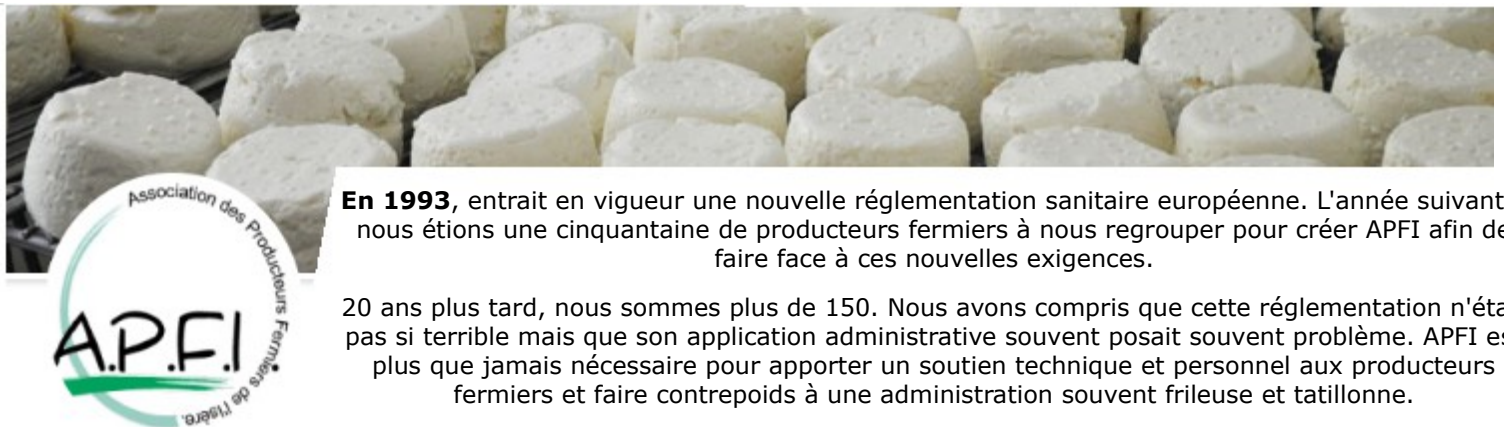 Association des Producteurs Fermiers de l'Isère.
A.P.F.I.
En 1993, entrait en vigueur une nouvelle réglementation sanitaire européenne. L'année suivant
nous étions une cinquantaine de producteurs fermiers à nous regrouper pour créer APFI afin de
faire face à ces nouvelles exigences.
20 ans plus tard, nous sommes plus de 150. Nous avons compris que cette réglementation n'éta
pas si terrible mais que son application administrative souvent posait souvent problème. APFI es
plus que jamais nécessaire pour apporter un soutien technique et personnel aux producteurs
fermiers et faire contrepoids à une administration souvent frileuse et tatillonne.